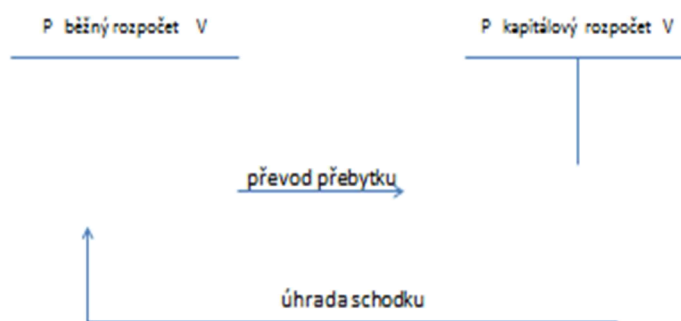 P běžný rozpočet V
P kapitálový rozpočet V
převod přebytku
úhrada schodku